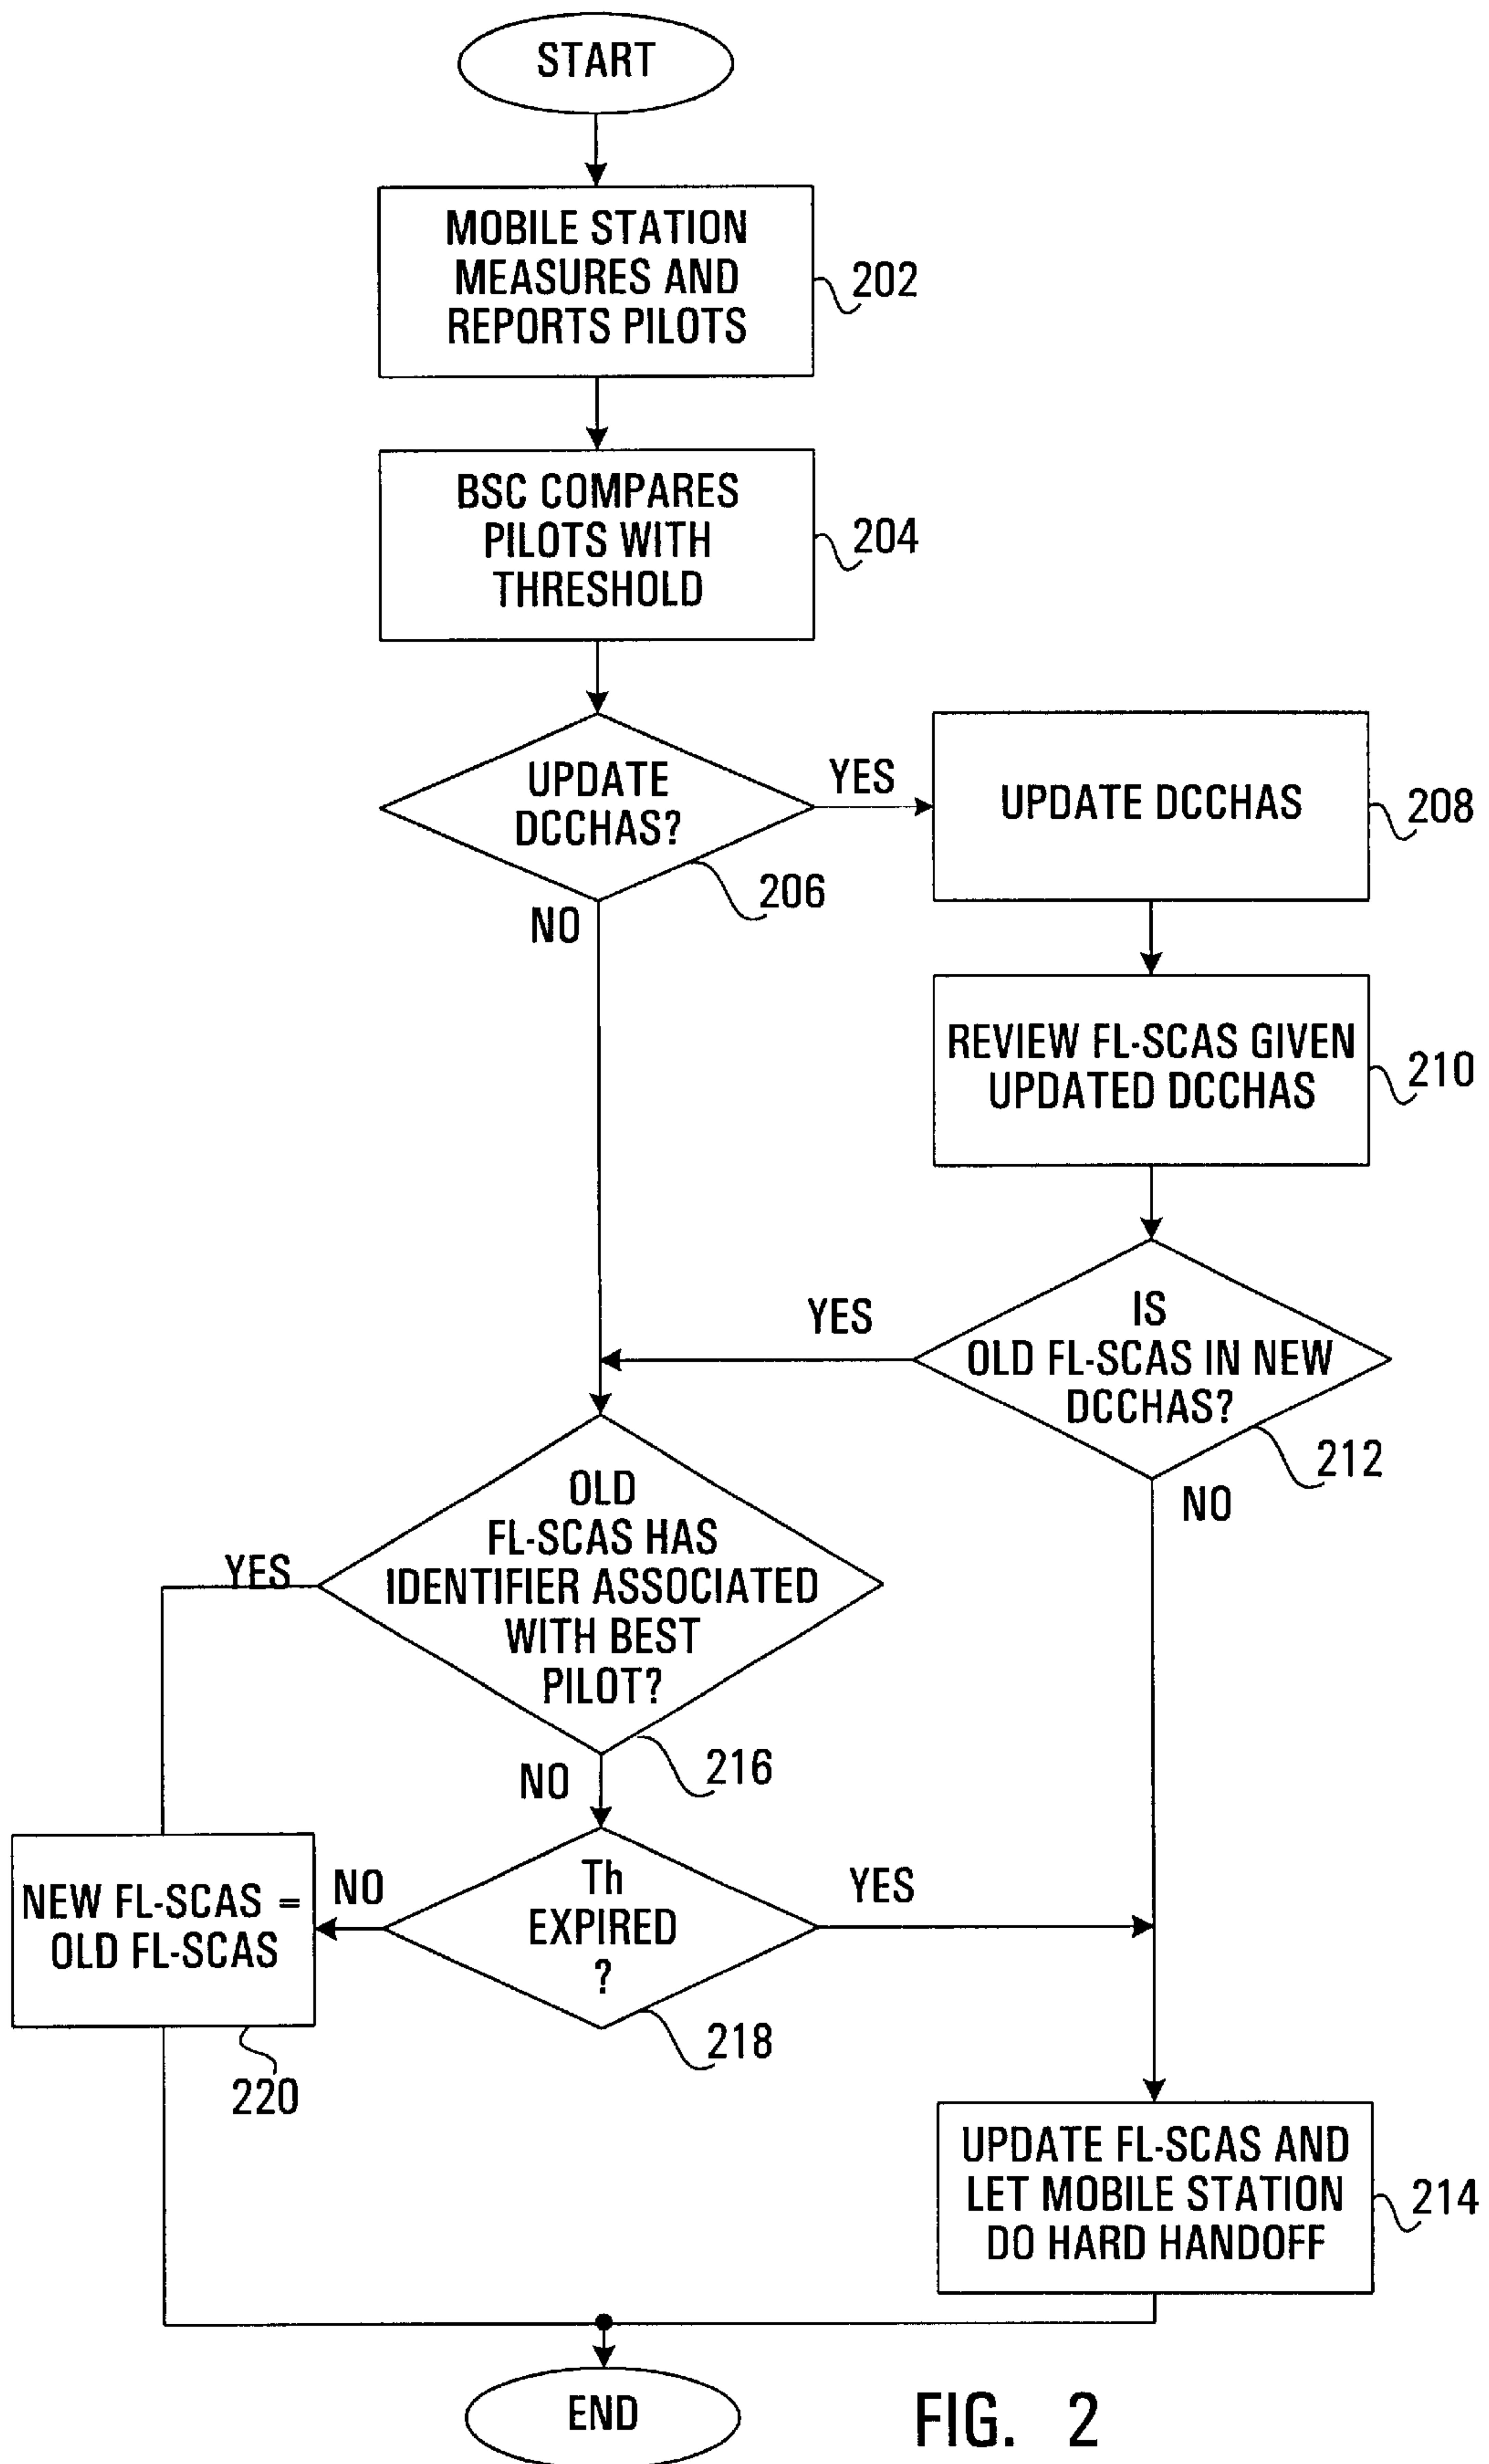 START
MOBILE STATION
MEASURES AND
REPORTS PILOTS
202
BSC COMPARES
PILOTS WITH
THRESHOLD
204
UPDATE
DCCHAS?
206
YES
NO
UPDATE DCCHAS
208
REVIEW FL-SCAS GIVEN
UPDATED DCCHAS
210
IS
OLD FL-SCAS IN NEW
DCCHAS?
212
YES
NO
OLD
FL-SCAS HAS
IDENTIFIER ASSOCIATED
WITH BEST
PILOT?
216
YES
NO
Th
EXPIRED
?
218
NO
YES
NEW FL-SCAS =
OLD FL-SCAS
220
UPDATE FL-SCAS AND
LET MOBILE STATION
DO HARD HANDOFF
214
END
FIG. 2